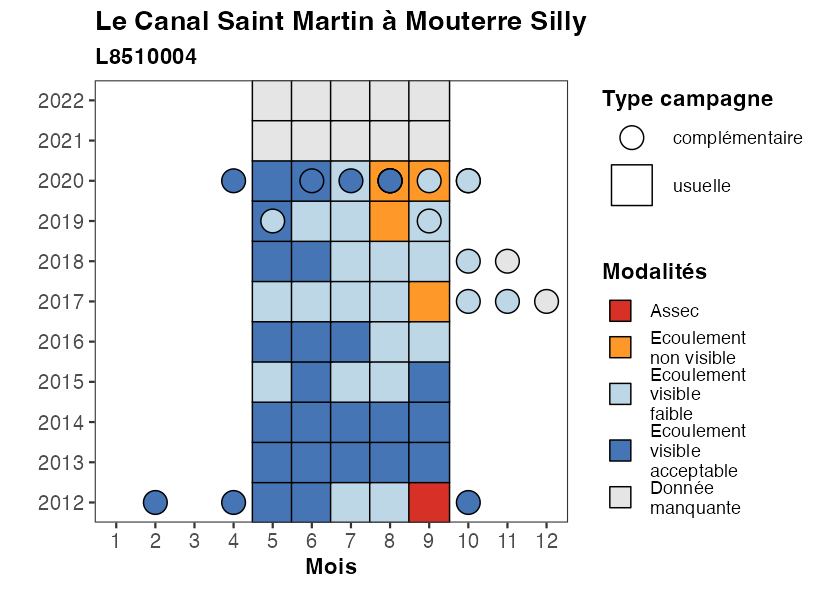 Le Canal Saint Martin à Mouterre Silly
L8510004
2022
2021
2020
2019
2018
2017
2016
2015
2014
2013
2012
1 2 3 4 5 6 7 8 9 10 11 12
Mois
Type campagne
complémentaire
usuelle
Modalités
Assec
Ecoulement
non visible
Ecoulement
visible
faible
Ecoulement
visible
acceptable
Donnée
manquante